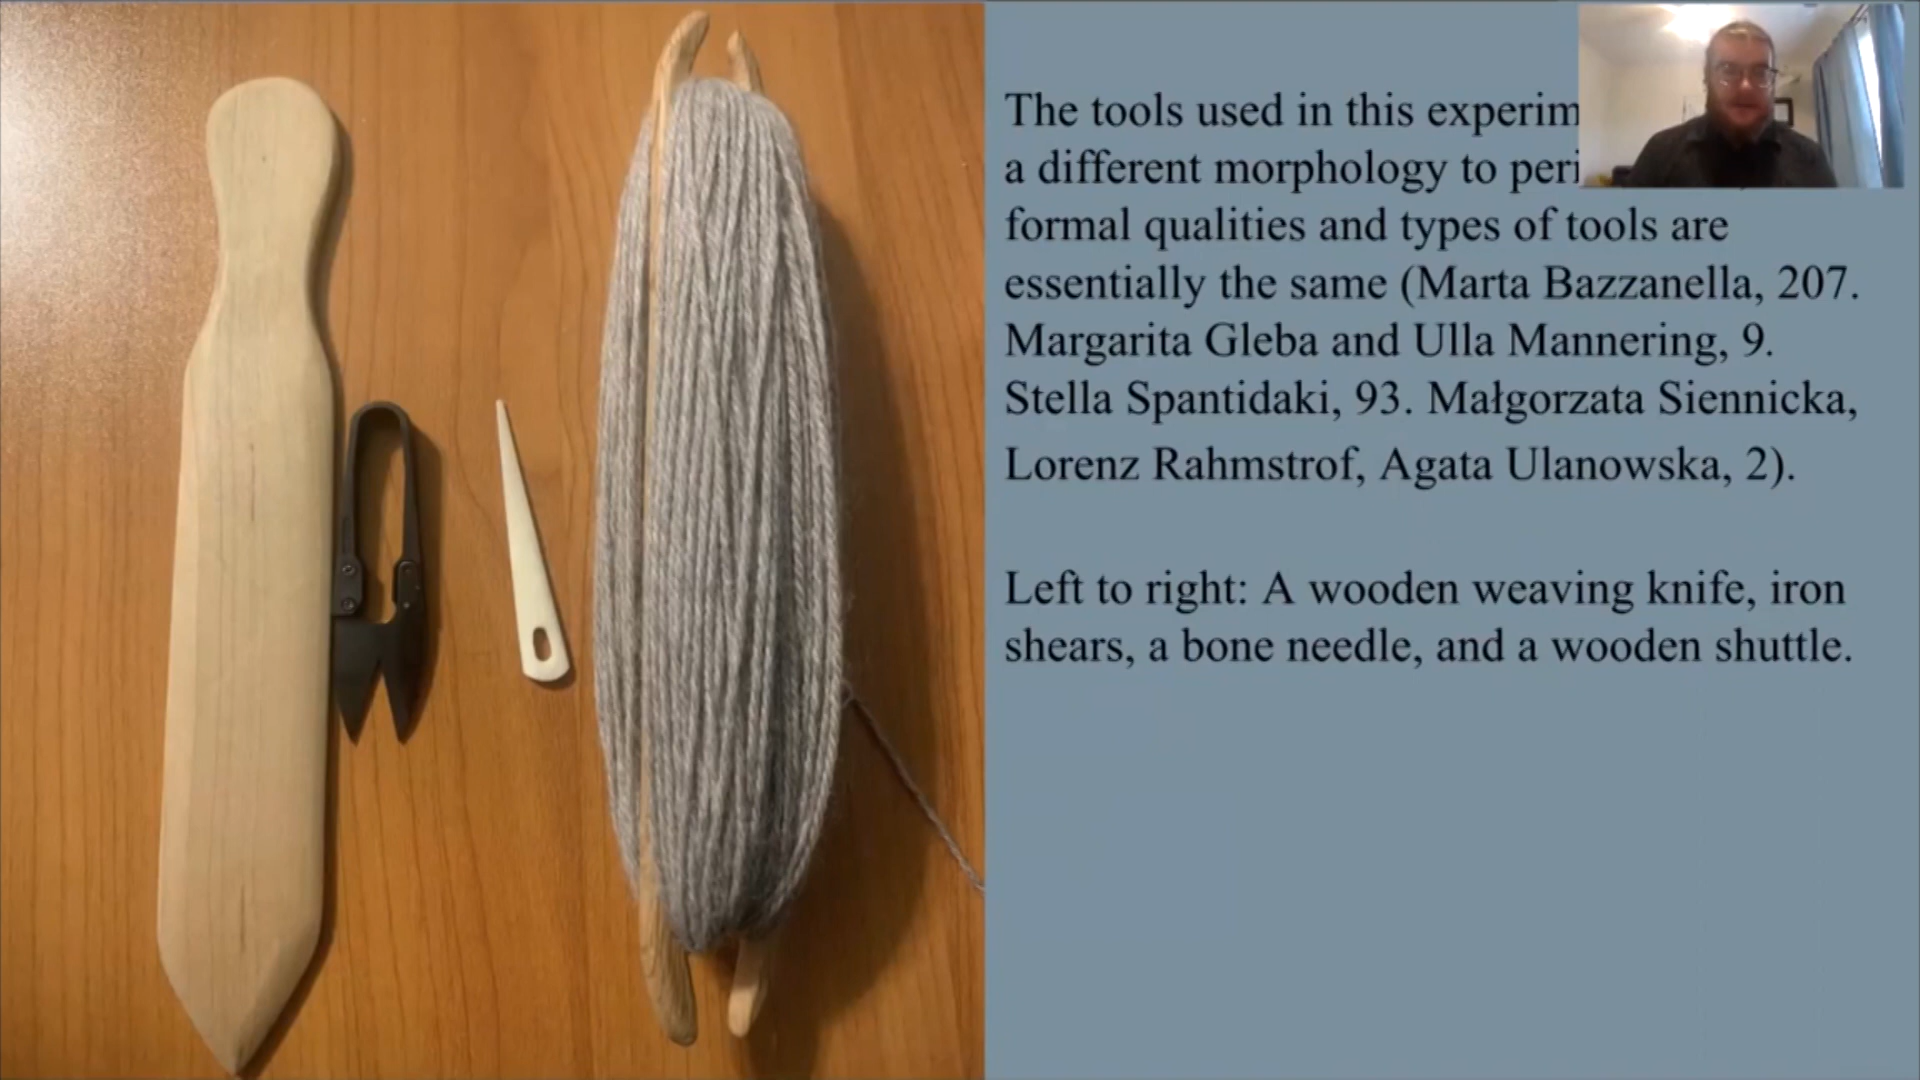 The tools used in this
a different morphology to
formal qualities and types of tools are
essentially the same (Marta Bazzanella, 207.
Margarita Gleba and Ulla Mannering, 9.
Stella Spantidaki, 93. Małgorzata Siennicka,
Lorenz Rahmstrof, Agata Ulanowska, 2).
Left to right: A wooden weaving knife, iron
shears, a bone needle, and a wooden shuttle.